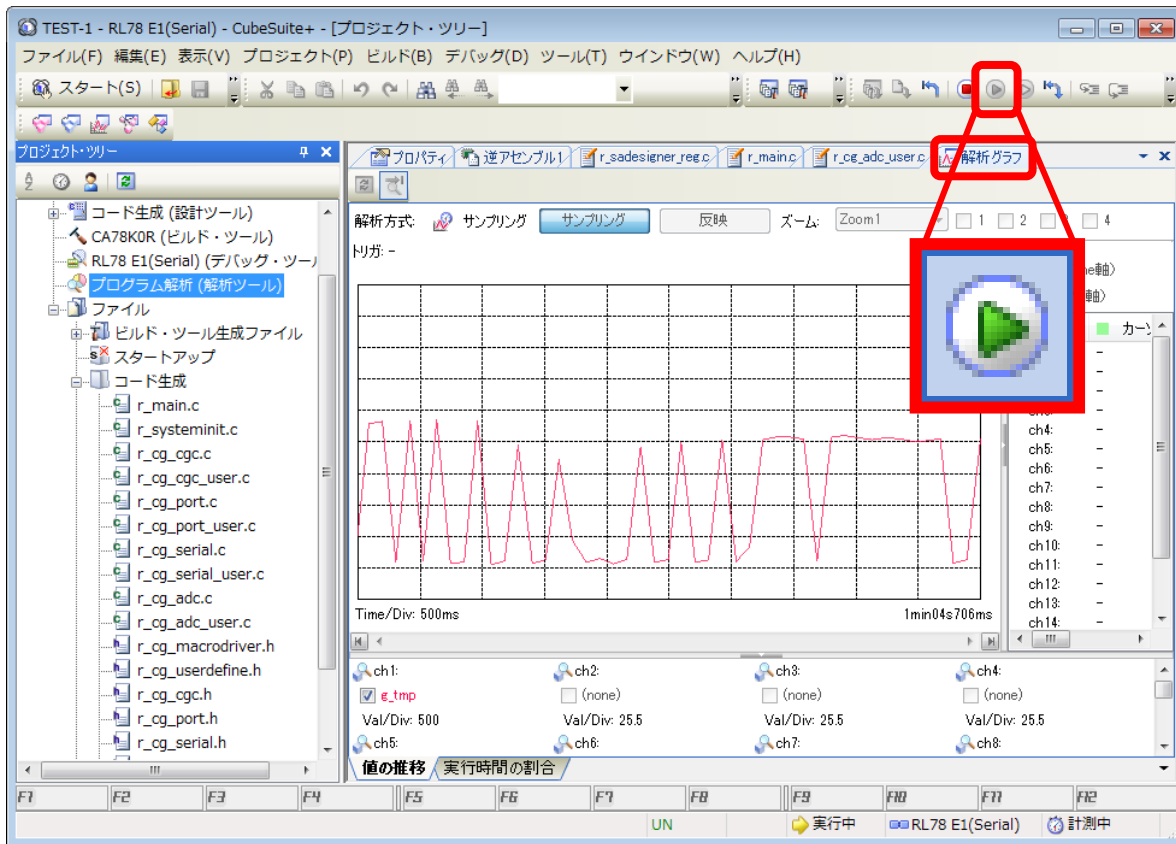 TEST-1 - RL78 E1(Serial) - CubeSuite+ - [プロジェクト・ツリー]
ファイル(F) 編集(E) 表示(V) プロジェクト(P) ビルド(B) デバッグ(D) ツール(T) ウインドウ(W) ヘルプ(H)
スタート(S)
プロジェクト・ツリー
プロパティ 逆アセンブル1 r_sadesigner_reg.c r_main.c r_cg_adc_user.c 解析グラフ
コード生成 (設計ツール)
CA78K0R (ビルド・ツール)
RL78 E1(Serial) (デバッグ・ツー
プログラム解析 (解析ツール)
ファイル
ビルド・ツール生成ファイル
スタートアップ
コード生成
r_main.c
r_systeminit.c
r_cg_cgc.c
r_cg_cgc_user.c
r_cg_port.c
r_cg_port_user.c
r_cg_serial.c
r_cg_serial_user.c
r_cg_adc.c
r_cg_adc_user.c
r_cg_macrodriver.h
r_cg_userdefine.h
r_cg_cgc.h
r_cg_port.h
r_cg_serial.h
解析方式: サンプリング サンプリング 反映 ズーム: Zoom1 1 2 4
トリガ: -
軸)
軸)
カーソ
-
-
-
-
ch4: -
ch5: -
ch6: -
ch7: -
ch8: -
ch9: -
ch10: -
ch11: -
ch12: -
ch13: -
ch14: -
Time/Div: 500ms 1min04s706ms
ch1: ch2: ch3: ch4:
g_tmp (none) (none) (none)
Val/Div: 500 Val/Div: 25.5 Val/Div: 25.5 Val/Div: 25.5
ch5: ch6: ch7: ch8:
値の推移 実行時間の割合
F1 F2 F3 F4 F5 F6 F7 F8 F9 F10 F11 F12
UN 実行中 RL78 E1(Serial) 計測中